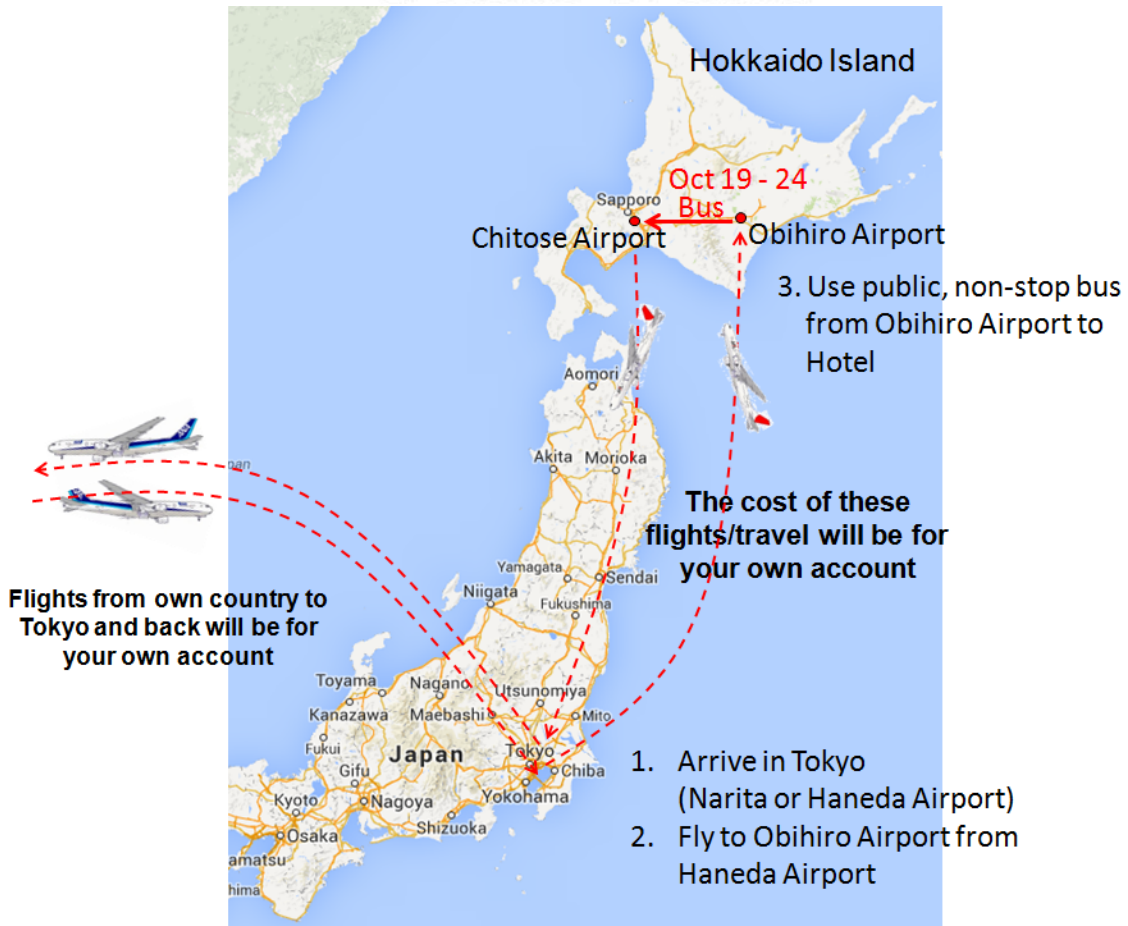 Hokkaido Island
Oct 19 - 24
Bus
Sapporo
Chitose Airport
Obihiro Airport
3. Use public, non-stop bus
from Obihiro Airport to
Hotel
Aomori
Akita
Morioka
pan
The cost of these
flights/travel will be for
your own account
Yamagata
Sendai
Niigata
Fukushima
Flights from own country to
Tokyo and back will be for
your own account
Toyama
Nagano
Utsunomiya
Kanazawa
Maebashi
Mito
Fukui
Japan
Tokyo
Gifu
Chiba
Kyoto
Nagoya
Yokohama
Shizuoka
Osaka
amatsu
hima
1. Arrive in Tokyo
(Narita or Haneda Airport)
2. Fly to Obihiro Airport from
Haneda Airport